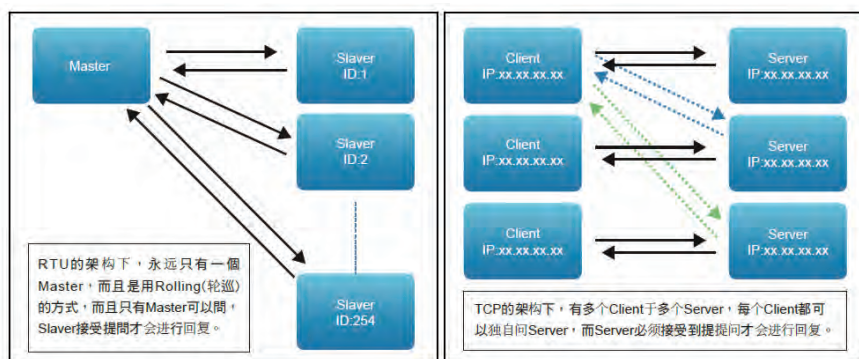 Master
Slaver
ID:1
Slaver
ID:2
Slaver
ID:254
RTU的架构下，永远只有一個
Master，而且是用Rolling(轮巡)
的方式，而且只有Master可以問，
Slaver接受提問才会进行回复。
Client
IP:xx.xx.xx.xx
Server
IP:xx.xx.xx.xx
Client
IP:xx.xx.xx.xx
Server
IP:xx.xx.xx.xx
Client
IP:xx.xx.xx.xx
Server
IP:xx.xx.xx.xx
TCP的架构下，有多个Client于多个Server，每个Client都可
以独自问Server，而Server必须接受到提提问才会进行回复。